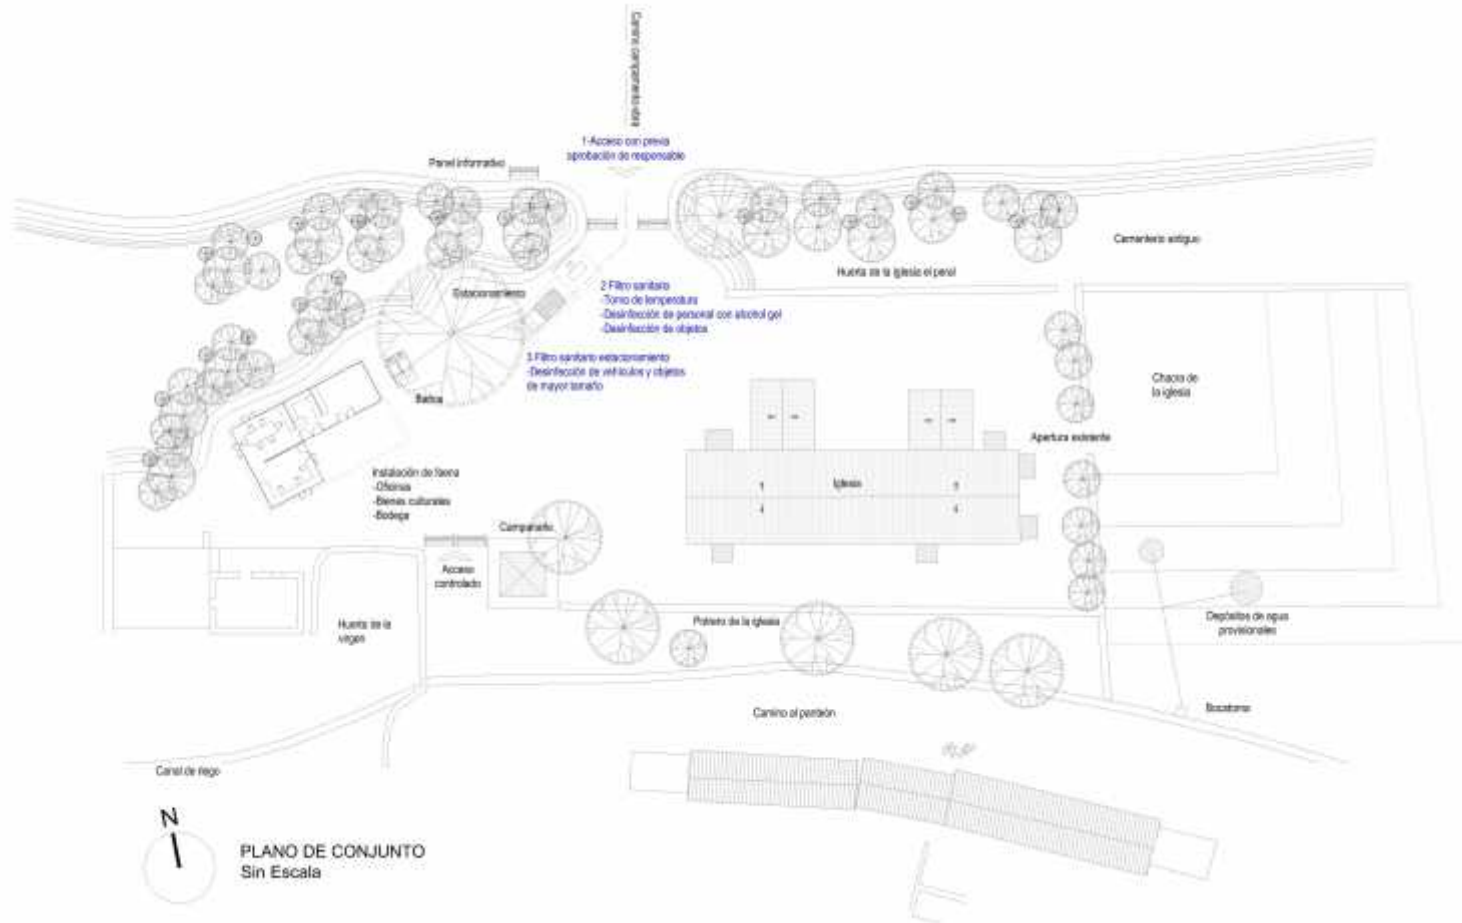 Camino campamento-obra
1-Acceso con previa
aprobación de responsable
Panel informativo
Cementerio antiguo
Huerta de la iglesia el peral
2 Filtro sanitario
-Toma de temperatura
-Desinfección de personal con alcohol gel
-Desinfección de objetos
Estacionamiento
3 Filtro sanitario estacionamiento
-Desinfección de vehículos y objetos
de mayor tamaño
Baños
Chacra de
la iglesia
Apertura existente
Instalación de faena
-Oficinas
-Bienes culturales
-Bodega
Iglesia
Campanario
Acceso
controlado
Huerta de la
virgen
Potrero de la iglesia
Depósitos de agua
provisionales
Camino al panteón
Bocatoma
Canal de riego
N
PLANO DE CONJUNTO
Sin Escala